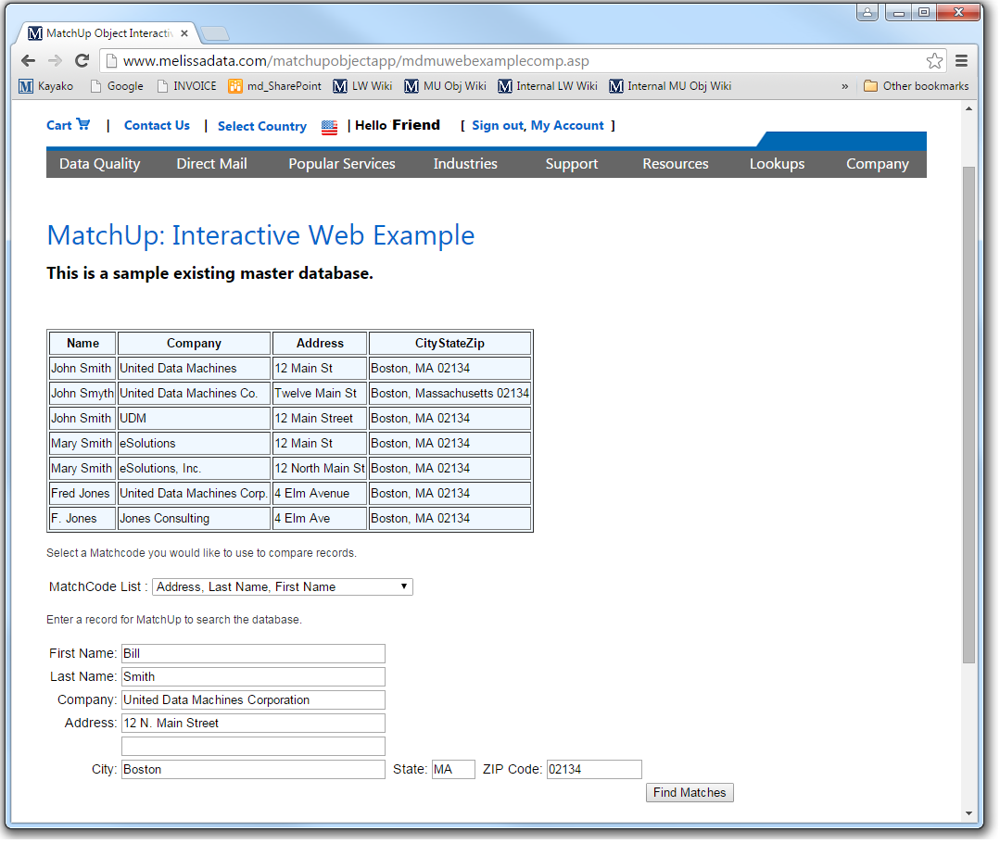 MatchUp Object Interactiv
www.melissadata.com/matchupobjectapp/mdmuwebexamplecomp.asp
Kayako Google INVOICE md_SharePoint LW Wiki MU Obj Wiki Internal LW Wiki Internal MU Obj Wiki » Other bookmarks
Cart | Contact Us | Select Country | Hello Friend [ Sign out, My Account ]
Data Quality Direct Mail Popular Services Industries Support Resources Lookups Company
MatchUp: Interactive Web Example
This is a sample existing master database.
Name Company Address CityStateZip
John Smith United Data Machines 12 Main St Boston, MA 02134
John Smyth United Data Machines Co. Twelve Main St Boston, Massachusetts 02134
John Smith UDM 12 Main Street Boston, MA 02134
Mary Smith eSolutions 12 Main St Boston, MA 02134
Mary Smith eSolutions, Inc. 12 North Main St Boston, MA 02134
Fred Jones United Data Machines Corp. 4 Elm Avenue Boston, MA 02134
F. Jones Jones Consulting 4 Elm Ave Boston, MA 02134
Select a Matchcode you would like to use to compare records.
MatchCode List : Address, Last Name, First Name
Enter a record for MatchUp to search the database.
First Name: Bill
Last Name: Smith
Company: United Data Machines Corporation
Address: 12 N. Main Street
City: Boston State: MA ZIP Code: 02134
Find Matches